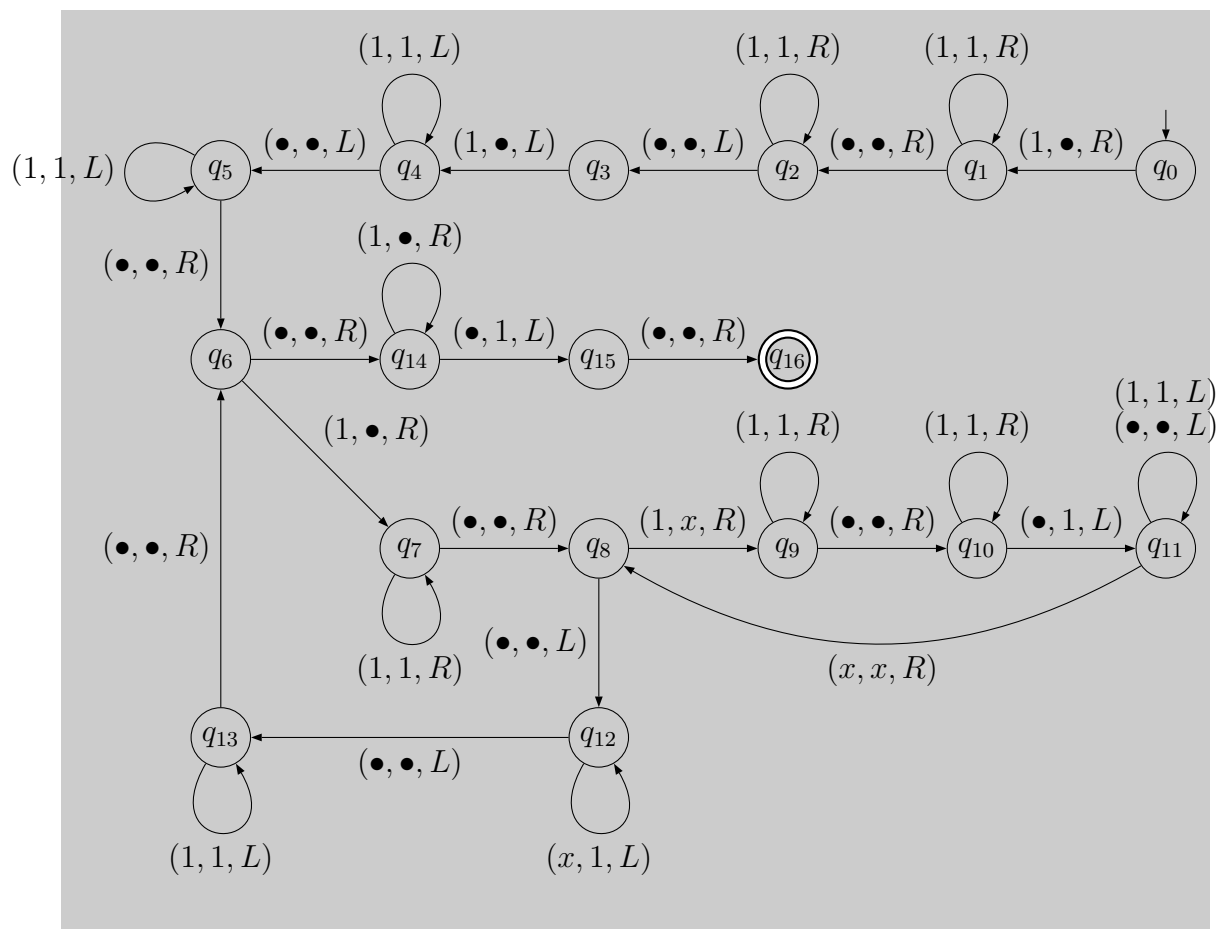 (1, 1, L) (1, 1, R) (1, 1, R)
(•, •, L) (1, •, L) (•, •, L) (•, •, R) (1, •, R)
(1, 1, L) q5 q4 q3 q2 q1 q0
(1, •, R)
(•, •, R)
(•, •, R) (•, 1, L) (•, •, R)
q6 q14 q15 q16
(1, 1, L)
(1, •, R) (1, 1, R) (1, 1, R) (•, •, L)
(•, •, R) (1, x, R) (•, •, R) (•, 1, L)
(•, •, R) q7 q8 q9 q10 q11
(•, •, L)
(1, 1, R) (x, x, R)
q13 q12
(•, •, L)
(1, 1, L) (x, 1, L)